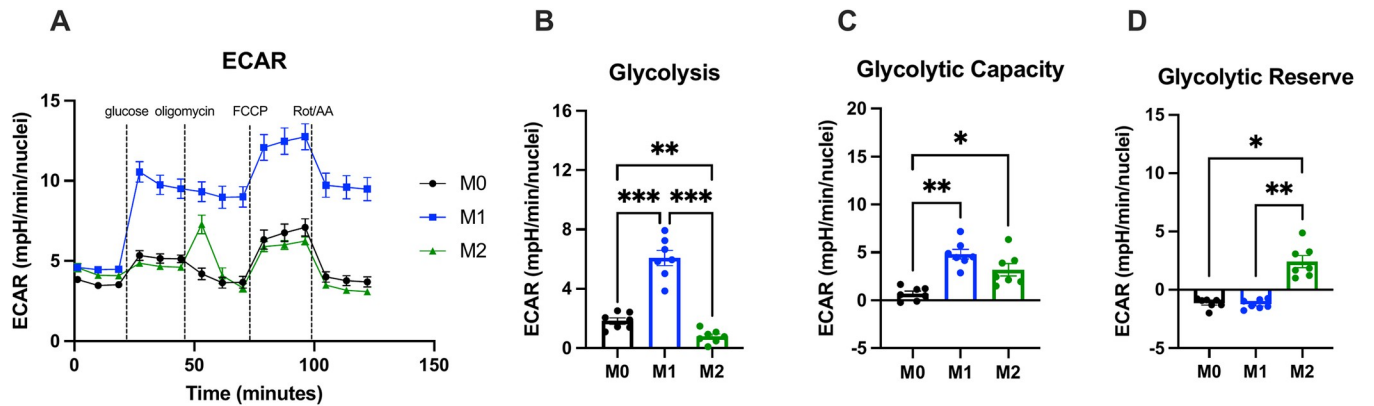 A
ECAR
ECAR (mpH/min/nuclei)
15
10
5
0
glucose oligomycin FCCP Rot/AA
0 50 100 150
Time (minutes)
M0
M1
M2
B
Glycolysis
ECAR (mpH/min/nuclei)
16
12
8
4
0
**
*** ***
M0 M1 M2
C
Glycolytic Capacity
ECAR (mpH/min/nuclei)
20
15
10
5
0
-5
*
**
M0 M1 M2
D
Glycolytic Reserve
ECAR (mpH/min/nuclei)
15
10
5
0
-5
*
**
M0 M1 M2